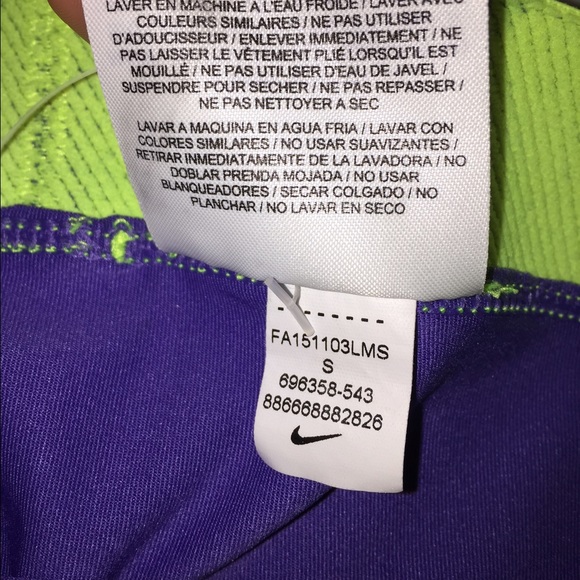 LAVER EN MACHINE A L'EAU FROIDE / LAVER AVEC
COULEURS SIMILAIRES / NE PAS UTILISER
D'ADOUCISSEUR / ENLEVER IMMEDIATEMENT / NE
PAS LAISSER LE VÊTEMENT PLIÉ LORSQU'IL EST
MOUILLÉ / NE PAS UTILISER D'EAU DE JAVEL /
SUSPENDRE POUR SECHER / NE PAS REPASSER /
NE PAS NETTOYER A SEC
LAVAR A MAQUINA EN AGUA FRIA / LAVAR CON
COLORES SIMILARES / NO USAR SUAVIZANTES /
RETIRAR INMEDIATAMENTE DE LA LAVADORA / NO
DOBLAR PRENDA MOJADA / NO USAR
BLANQUEADORES / SECAR COLGADO / NO
PLANCHAR / NO LAVAR EN SECO
FA151103LMS
S
696358-543
886668882826